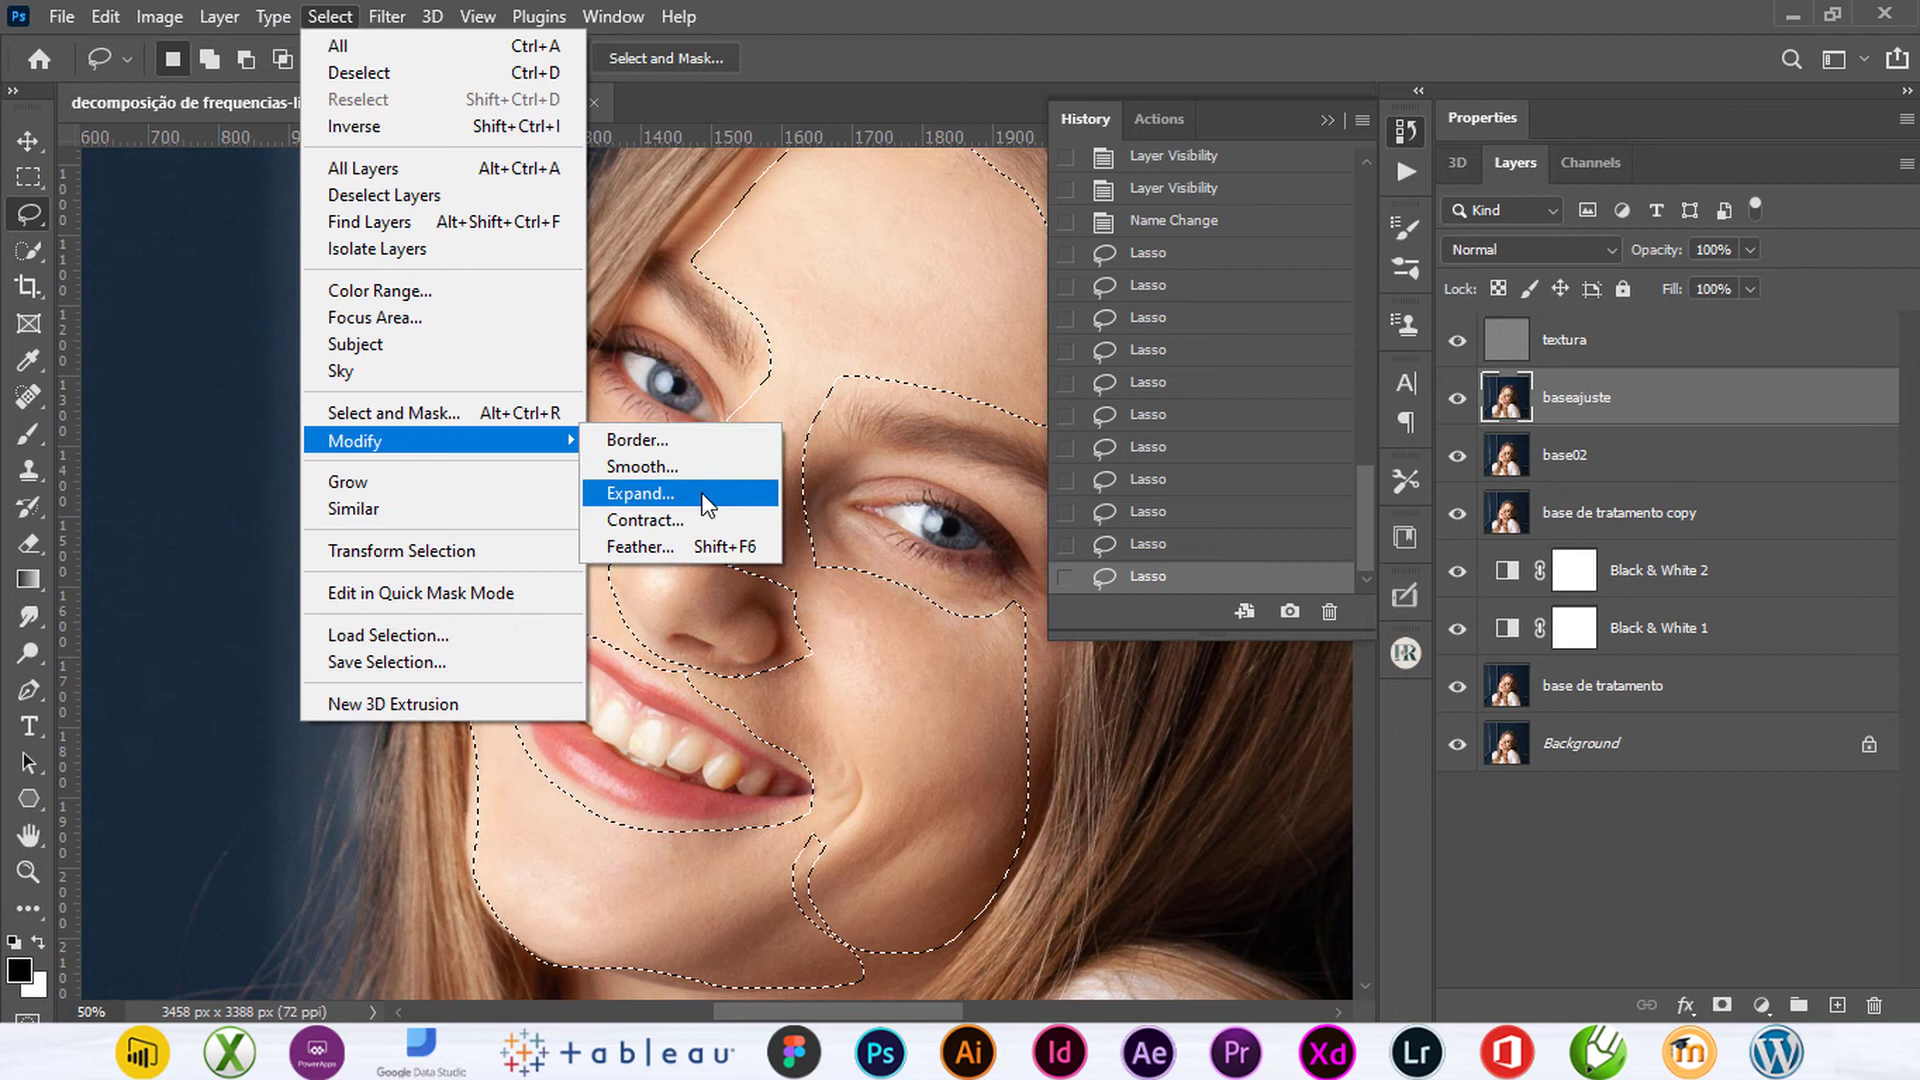 Ps File Edit Image Layer Type Select Filter 3D View Plugins Window Help
Select and Mask...
decomposição de frequencias-li
600 700 800 1400 1500 1600 1700 1800 1900
All Ctrl+A
Deselect Ctrl+D
Reselect Shift+Ctrl+D
Inverse Shift+Ctrl+I
All Layers Alt+Ctrl+A
Deselect Layers
Find Layers Alt+Shift+Ctrl+F
Isolate Layers
Color Range...
Focus Area...
Subject
Sky
Select and Mask... Alt+Ctrl+R
Modify
Grow
Similar
Transform Selection
Edit in Quick Mask Mode
Load Selection...
Save Selection...
New 3D Extrusion
Border...
Smooth...
Expand...
Contract...
Feather... Shift+F6
History Actions
Layer Visibility
Layer Visibility
Name Change
Lasso
Lasso
Lasso
Lasso
Lasso
Lasso
Lasso
Lasso
Lasso
Lasso
Lasso
Properties
3D Layers Channels
Kind
Normal Opacity: 100%
Lock: Fill: 100%
textura
baseajuste
base02
base de tratamento copy
Black & White 2
Black & White 1
base de tratamento
Background
50% 3458 px x 3388 px (72 ppi)
PowerApps
Google Data Studio
+ a b l e a u
Ps Ai Id Ae Pr Xd Lr